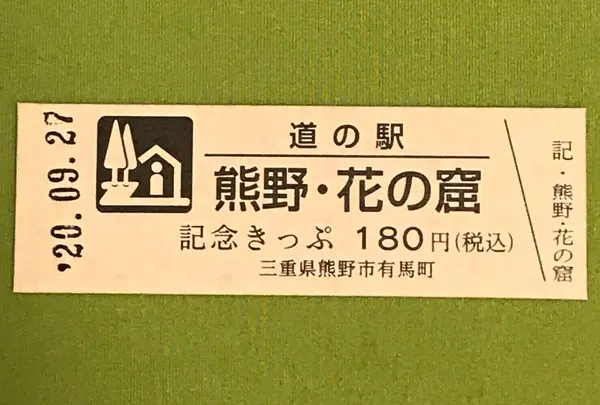 '20.09.27
道の駅
熊野・花の窟
記念きっぷ 180円(税込)
三重県熊野市有馬町
記・熊野・花の窟